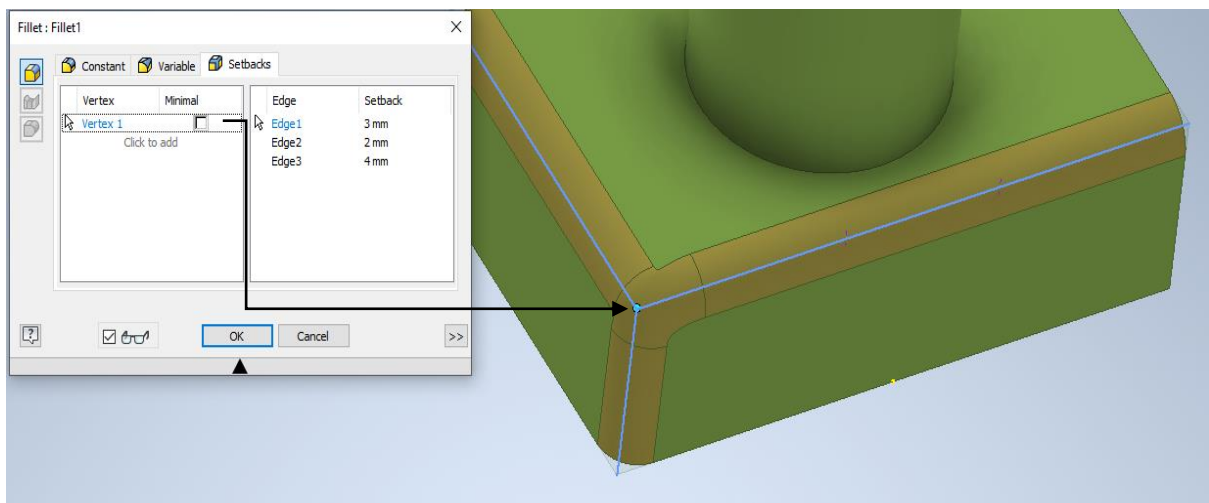 Fillet : Fillet1
Constant Variable Setbacks
Vertex Minimal Edge Setback
Vertex 1 Edge1 3 mm
Click to add Edge2 2 mm
Edge3 4 mm
? OK Cancel >>